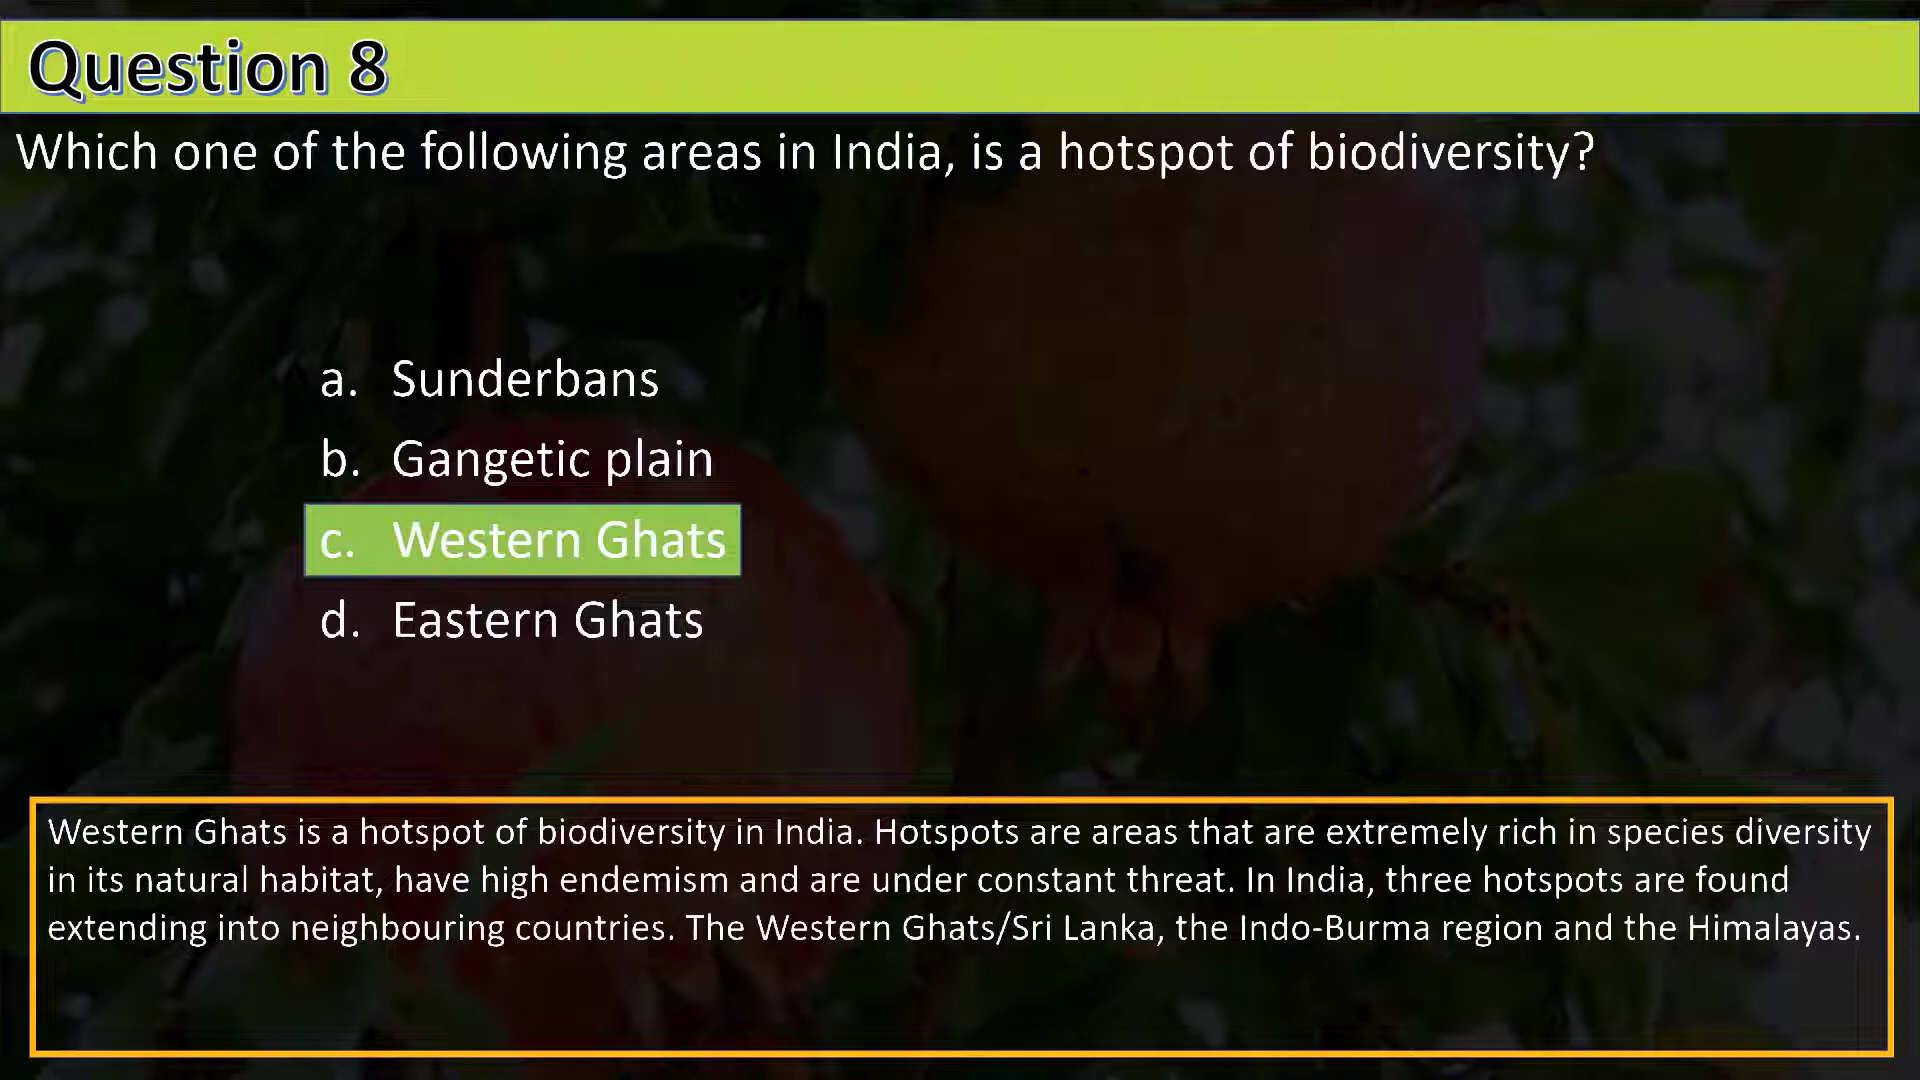 Question 8
Which one of the following areas in India, is a hotspot of biodiversity?
a. Sunderbans
b. Gangetic plain
c. Western Ghats
d. Eastern Ghats
Western Ghats is a hotspot of biodiversity in India. Hotspots are areas that are extremely rich in species diversity
in its natural habitat, have high endemism and are under constant threat. In India, three hotspots are found
extending into neighbouring countries. The Western Ghats/Sri Lanka, the Indo-Burma region and the Himalayas.